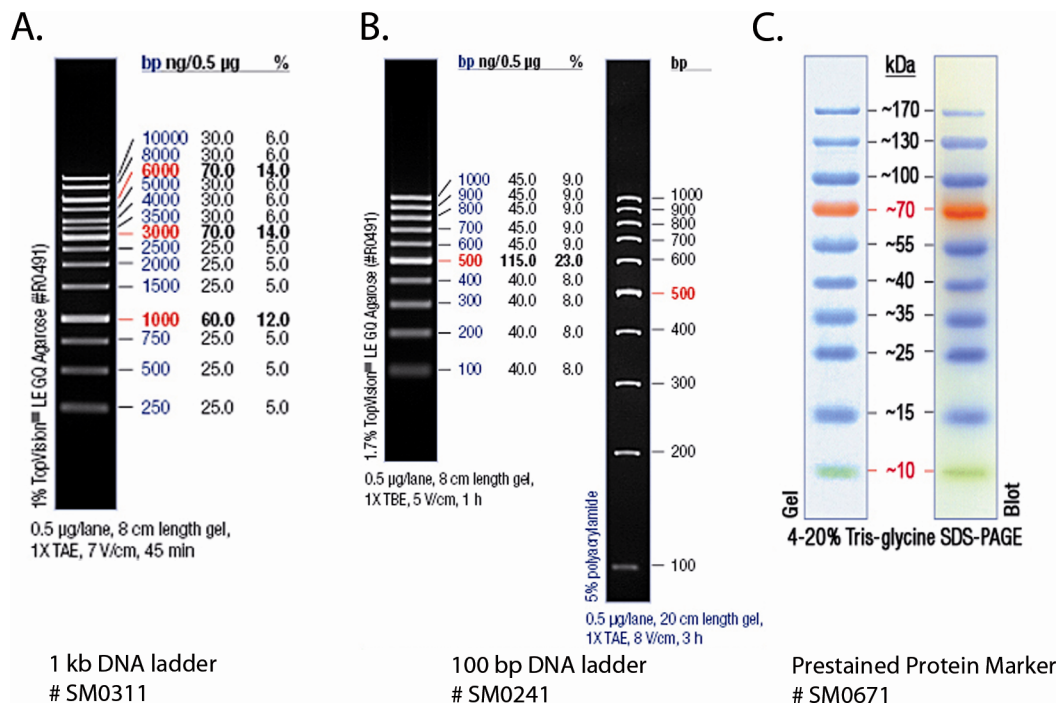 A.
bp ng/0.5 µg %
10000 30.0 6.0
8000 30.0 6.0
6000 70.0 14.0
5000 30.0 6.0
4000 30.0 6.0
3500 30.0 6.0
3000 70.0 14.0
2500 25.0 5.0
2000 25.0 5.0
1500 25.0 5.0
1000 60.0 12.0
750 25.0 5.0
500 25.0 5.0
250 25.0 5.0
1% TopVision™ LE GQ Agarose (#R0491)
0.5 µg/lane, 8 cm length gel,
1X TAE, 7 V/cm, 45 min
1 kb DNA ladder
# SM0311
B.
bp ng/0.5 µg %
1000 45.0 9.0
900 45.0 9.0
800 45.0 9.0
700 45.0 9.0
600 45.0 9.0
500 115.0 23.0
400 40.0 8.0
300 40.0 8.0
200 40.0 8.0
100 40.0 8.0
1.7% TopVision™ LE GQ Agarose (#R0491)
0.5 µg/lane, 8 cm length gel,
1X TBE, 5 V/cm, 1 h
bp
1000
900
800
700
600
500
400
300
200
100
5% polyacrylamide
0.5 µg/lane, 20 cm length gel,
1X TAE, 8 V/cm, 3 h
100 bp DNA ladder
# SM0241
C.
kDa
~170
~130
~100
~70
~55
~40
~35
~25
~15
~10
Gel
Blot
4-20% Tris-glycine SDS-PAGE
Prestained Protein Marker
# SM0671